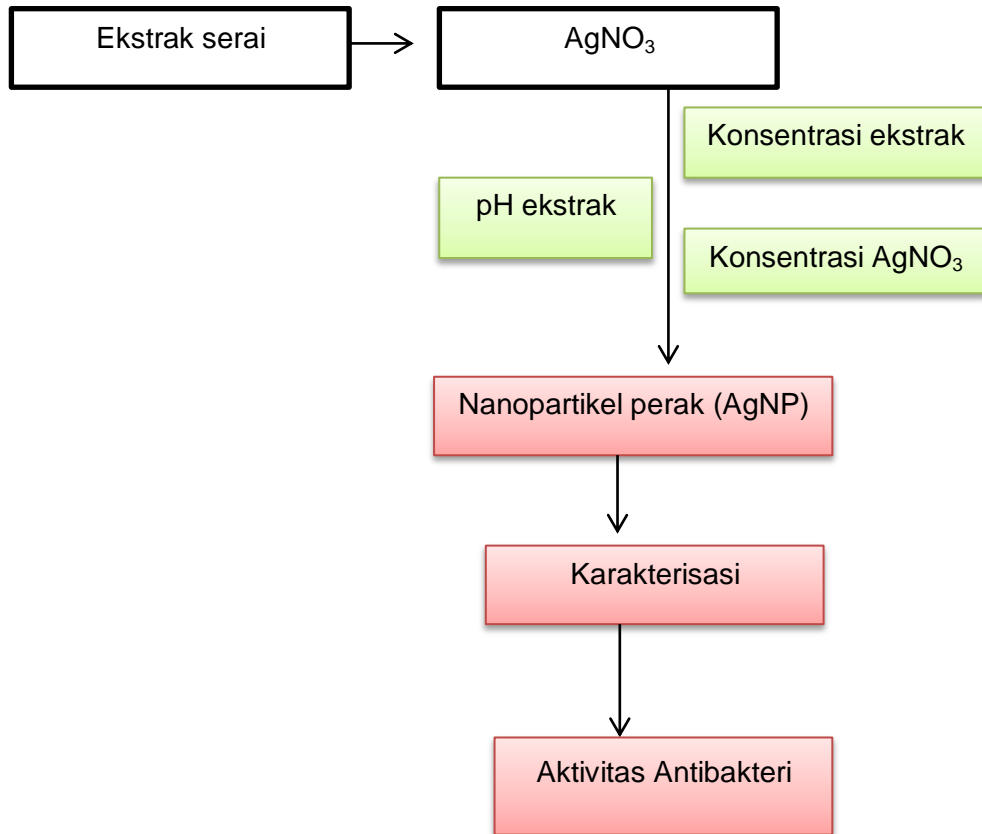 Ekstrak serai
AgNO₃
Konsentrasi ekstrak
pH ekstrak
Konsentrasi AgNO₃
Nanopartikel perak (AgNP)
Karakterisasi
Aktivitas Antibakteri